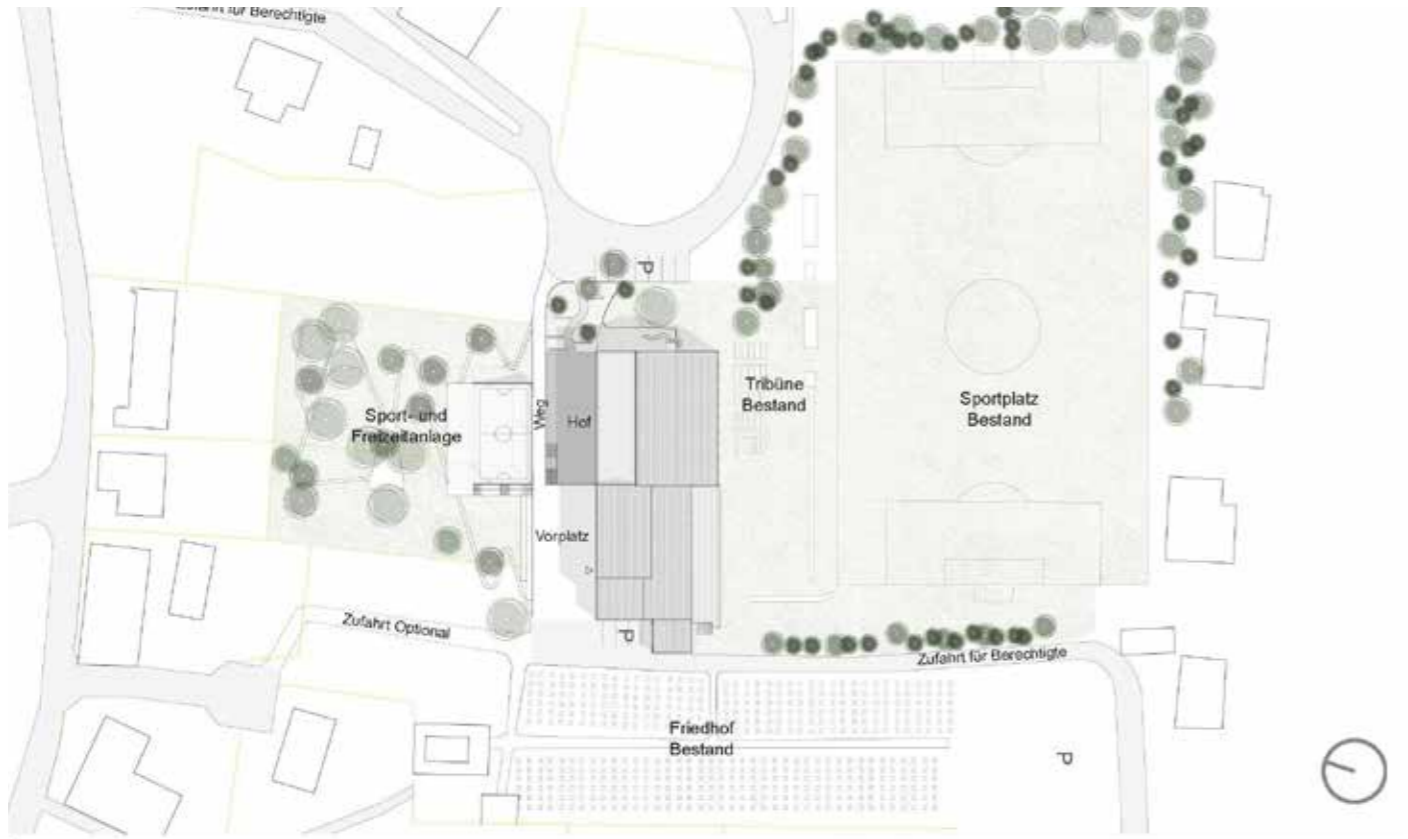 Zufahrt für Berechtigte
P
Tribüne
Bestand
Sportplatz
Bestand
Sport- und
Freizeitanlage
Weg
Hof
Vorplatz
Zufahrt Optional
P
Zufahrt für Berechtigte
Friedhof
Bestand
P